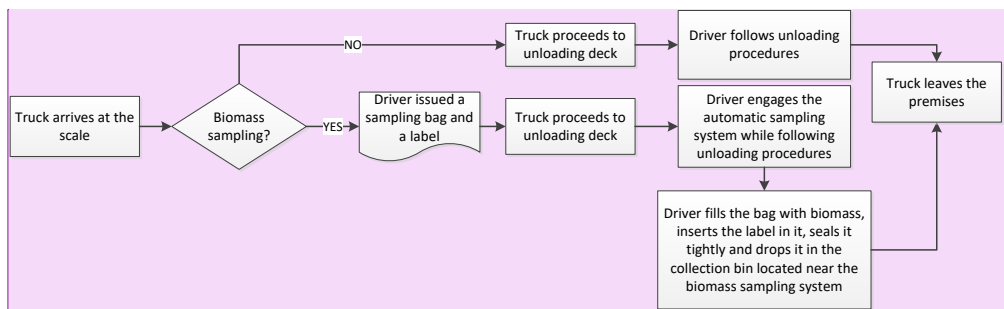 Truck arrives at the
scale
Biomass
sampling?
NO
Truck proceeds to
unloading deck
Driver follows unloading
procedures
Truck leaves the
premises
YES
Driver issued a
sampling bag and
a label
Truck proceeds to
unloading deck
Driver engages the
automatic sampling
system while following
unloading procedures
Driver fills the bag with biomass,
inserts the label in it, seals it
tightly and drops it in the
collection bin located near the
biomass sampling system